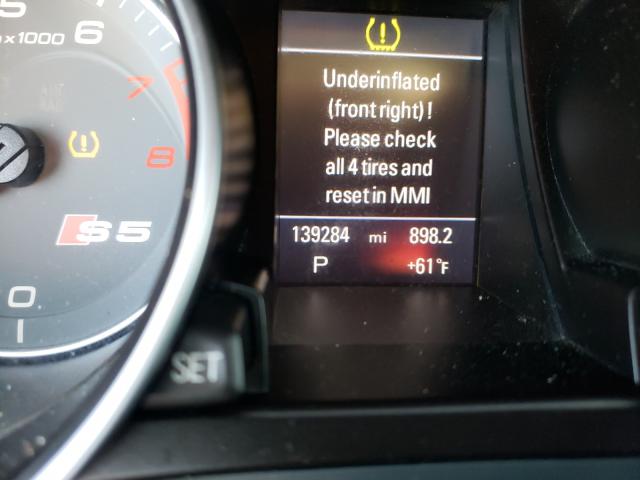 5
6
x1000
7
8
S5
0
SET
Underinflated
(front right) !
Please check
all 4 tires and
reset in MMI
139284 mi 898.2
P +61°F